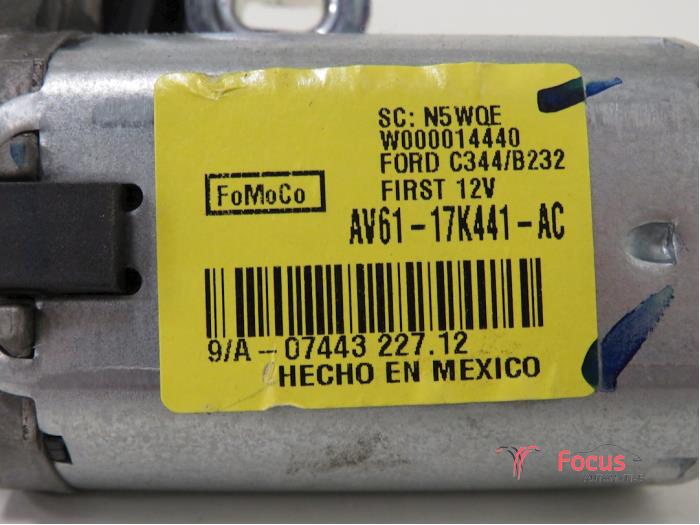 SC: N5WQE
W000014440
FORD C344/B232
FIRST 12V
FoMoCo
AV61-17K441-AC
9/A-07443 227.12
HECHO EN MEXICO
Focus
AUTOMOTIVE